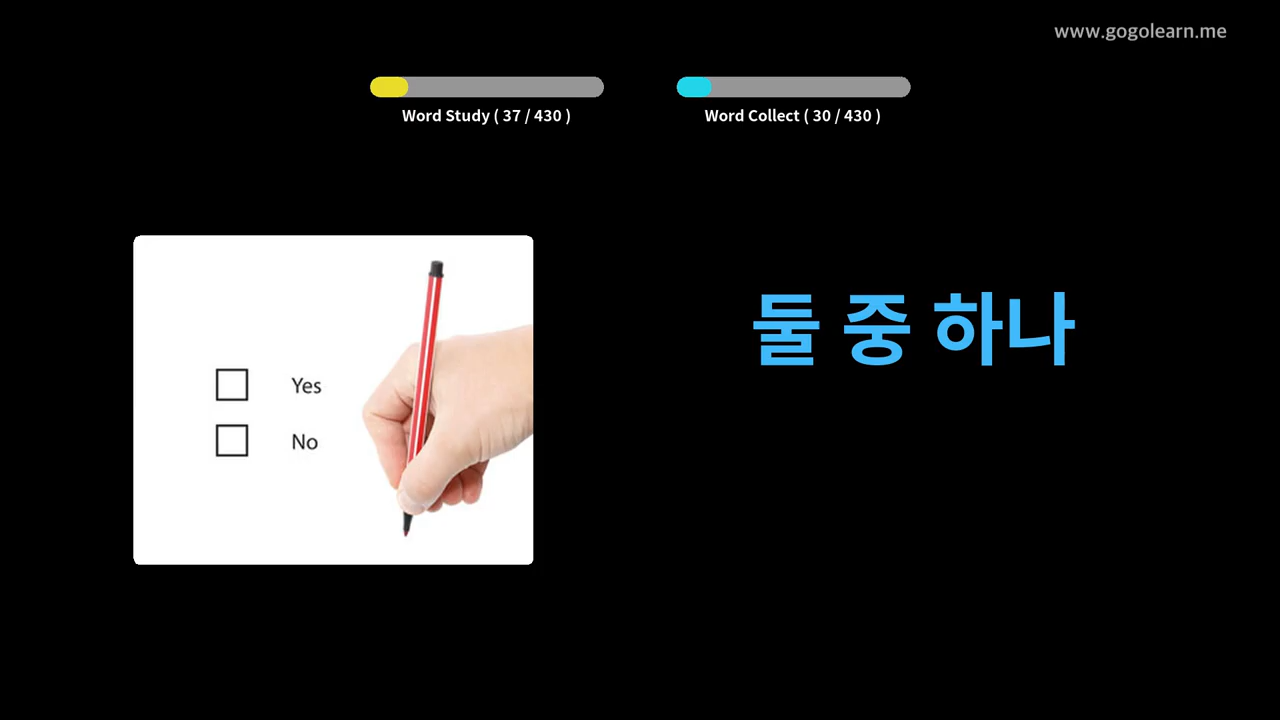 www.gogolearn.me
Word Study ( 37 / 430 )
Word Collect ( 30 / 430 )
둘 중 하나
Yes
No